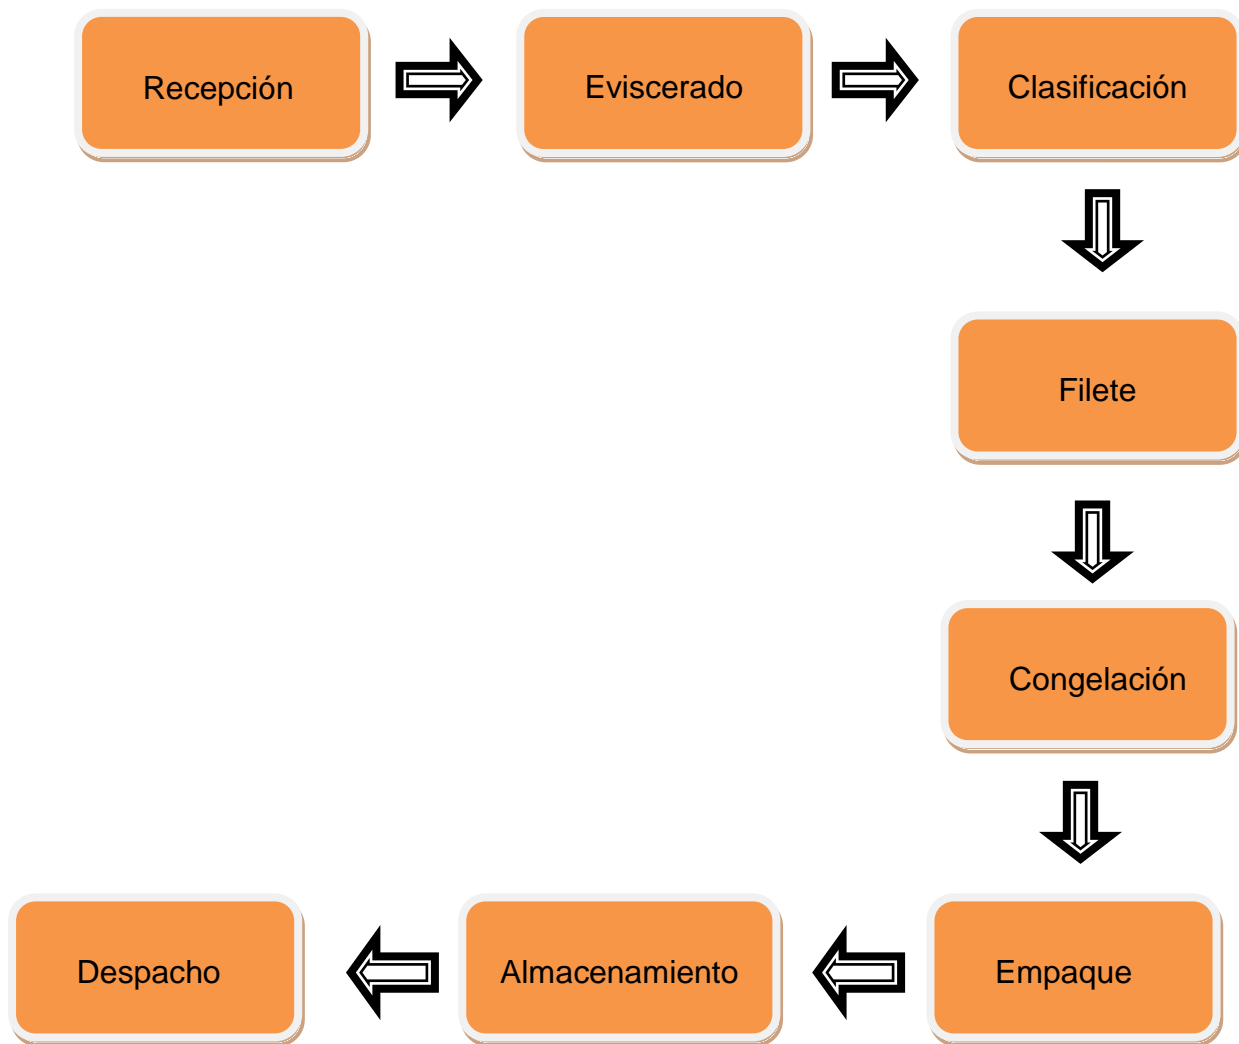 Recepción
Eviscerado
Clasificación
Filete
Congelación
Empaque
Almacenamiento
Despacho